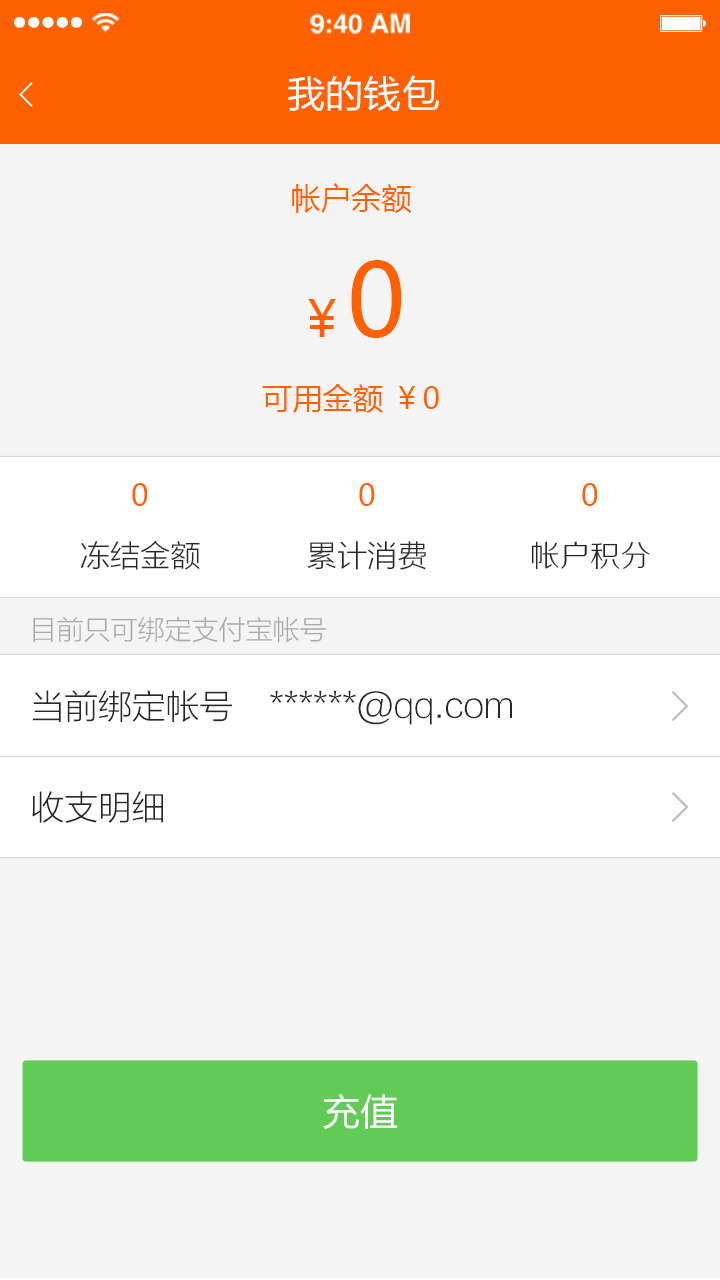 9:40 AM
我的钱包
帐户余额
¥0
可用金额 ¥0
0 0 0
冻结金额 累计消费 帐户积分
目前只可绑定支付宝帐号
当前绑定帐号 ******@qq.com
收支明细
充值